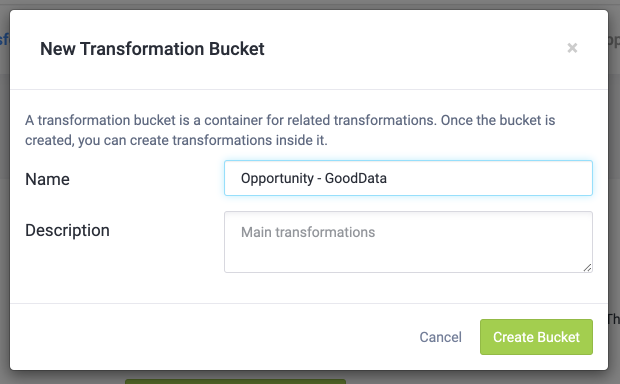 New Transformation Bucket
×
A transformation bucket is a container for related transformations. Once the bucket is
created, you can create transformations inside it.
Name
Opportunity - GoodData
Description
Main transformations
Cancel
Create Bucket